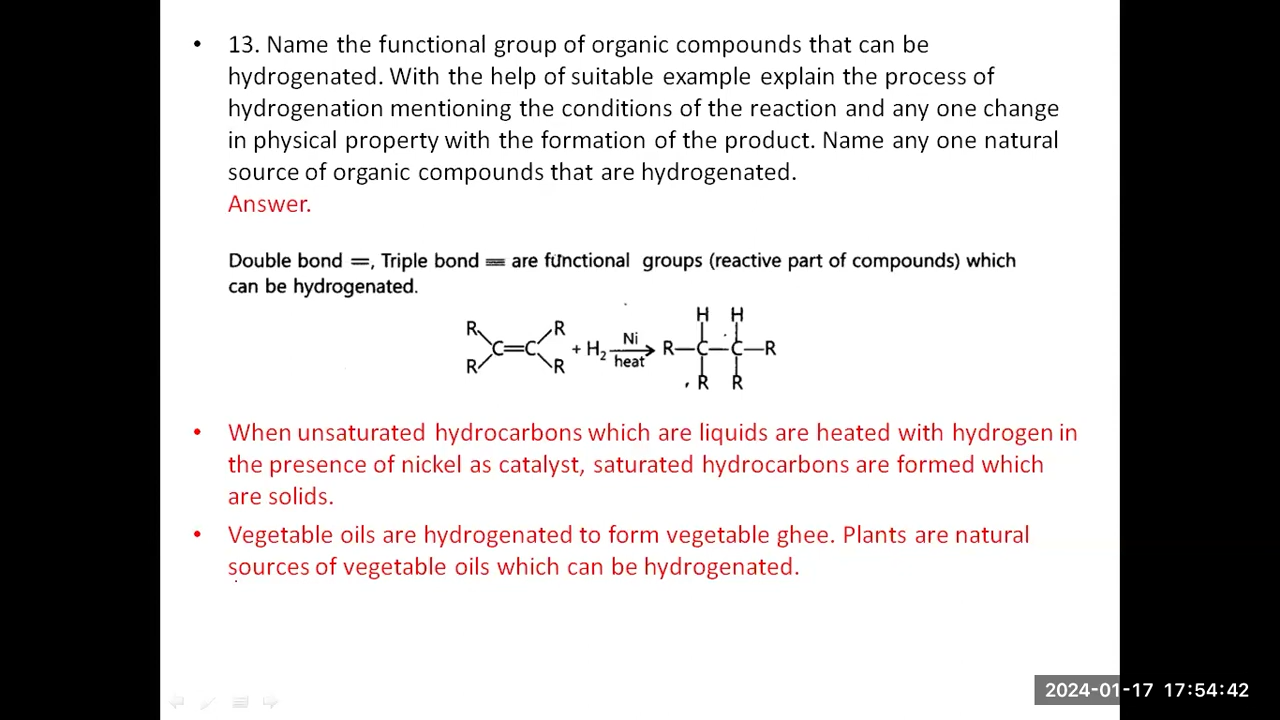 • 13. Name the functional group of organic compounds that can be
hydrogenated. With the help of suitable example explain the process of
hydrogenation mentioning the conditions of the reaction and any one change
in physical property with the formation of the product. Name any one natural
source of organic compounds that are hydrogenated.
Answer.
Double bond =, Triple bond ≡ are functional groups (reactive part of compounds) which
can be hydrogenated.
H H
R R
C=C + H₂ Ni heat → R—C—C—R
R R
R R
• When unsaturated hydrocarbons which are liquids are heated with hydrogen in
the presence of nickel as catalyst, saturated hydrocarbons are formed which
are solids.
• Vegetable oils are hydrogenated to form vegetable ghee. Plants are natural
sources of vegetable oils which can be hydrogenated.
2024-01-17 17:54:42